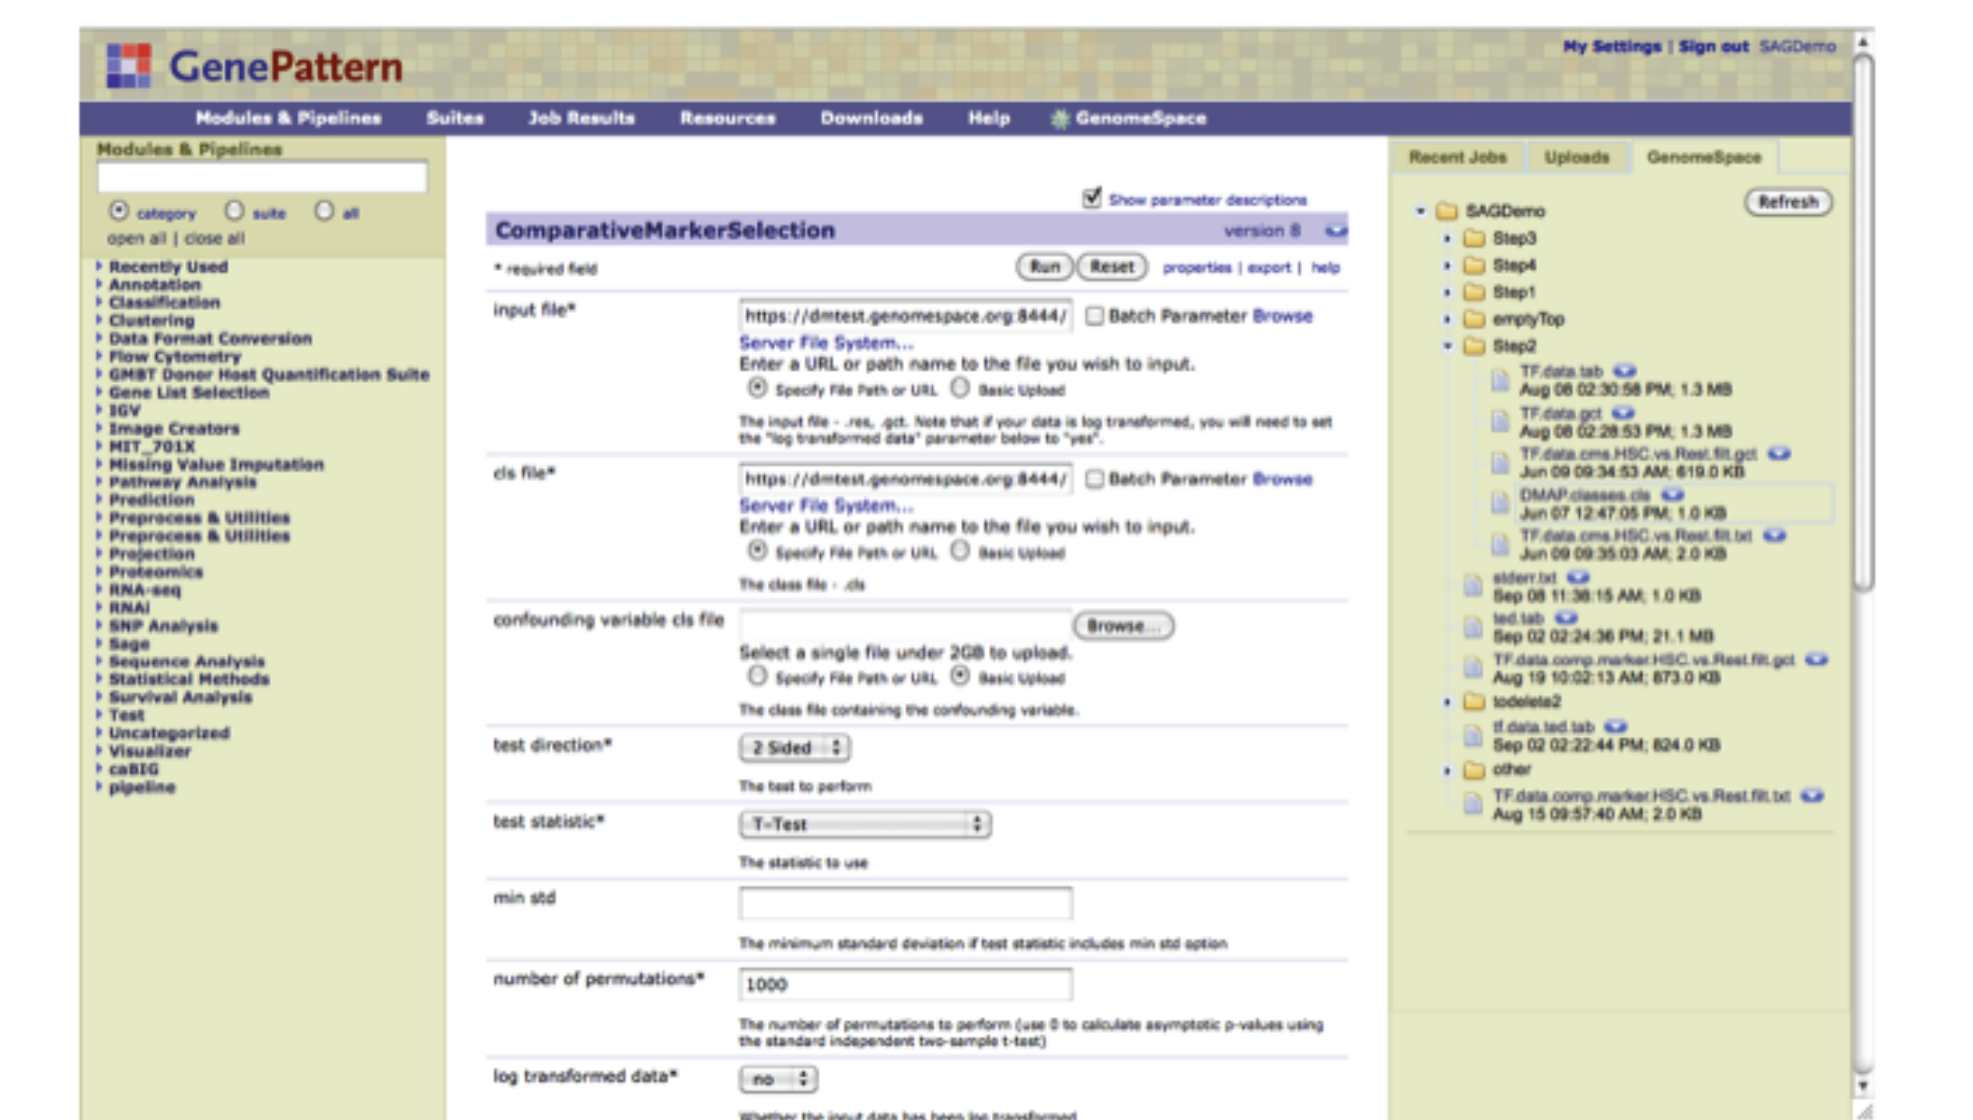 GenePattern
My Settings | Sign out SAGDemo
Modules & Pipelines Suites Job Results Resources Downloads Help GenomeSpace
Modules & Pipelines
category suite all
open all | close all
Recently Used
Annotation
Classification
Clustering
Data Format Conversion
Flow Cytometry
GMBT Donor Host Quantification Suite
Gene List Selection
IGV
Image Creators
MIT_701X
Missing Value Imputation
Pathway Analysis
Prediction
Preprocess & Utilities
Preprocess & Utilities
Projection
Proteomics
RNA-seq
RNAi
SNP Analysis
Sage
Sequence Analysis
Statistical Methods
Survival Analysis
Test
Uncategorized
Visualizer
caBIG
pipeline
Show parameter descriptions
ComparativeMarkerSelection version 8
* required field Run Reset properties | export | help
input file* https://dmtest.genomespace.org:8444/ Batch Parameter Browse
Server File System...
Enter a URL or path name to the file you wish to input.
Specify File Path or URL Basic Upload
The input file - .res, .gct. Note that if your data is log transformed, you will need to set
the "log transformed data" parameter below to "yes".
cls file* https://dmtest.genomespace.org:8444/ Batch Parameter Browse
Server File System...
Enter a URL or path name to the file you wish to input.
Specify File Path or URL Basic Upload
The class file - .cls
confounding variable cls file Browse...
Select a single file under 2GB to upload.
Specify File Path or URL Basic Upload
The class file containing the confounding variable.
test direction* 2 Sided
The test to perform
test statistic* T-Test
The statistic to use
min std
The minimum standard deviation if test statistic includes min std option
number of permutations* 1000
The number of permutations to perform (use 0 to calculate asymptotic p-values using
the standard independent two-sample t-test)
log transformed data* no
Whether the input data has been log transformed
Recent Jobs Uploads GenomeSpace
Refresh
SAGDemo
Step3
Step4
Step1
emptyTop
Step2
TF.data.tab
Aug 08 02:30:58 PM; 1.3 MB
TF.data.gct
Aug 08 02:28:53 PM; 1.3 MB
TF.data.cms.HSC.vs.Rest.filt.gct
Jun 09 09:34:53 AM; 619.0 KB
DMAP.classes.cls
Jun 07 12:47:05 PM; 1.0 KB
TF.data.cms.HSC.vs.Rest.filt.txt
Jun 09 09:35:03 AM; 2.0 KB
stderr.txt
Sep 08 11:38:15 AM; 1.0 KB
ted.tab
Sep 02 02:24:36 PM; 21.1 MB
TF.data.comp.marker.HSC.vs.Rest.filt.gct
Aug 19 10:02:13 AM; 873.0 KB
todelete2
tf.data.ted.tab
Sep 02 02:22:44 PM; 824.0 KB
other
TF.data.comp.marker.HSC.vs.Rest.filt.txt
Aug 15 09:57:40 AM; 2.0 KB